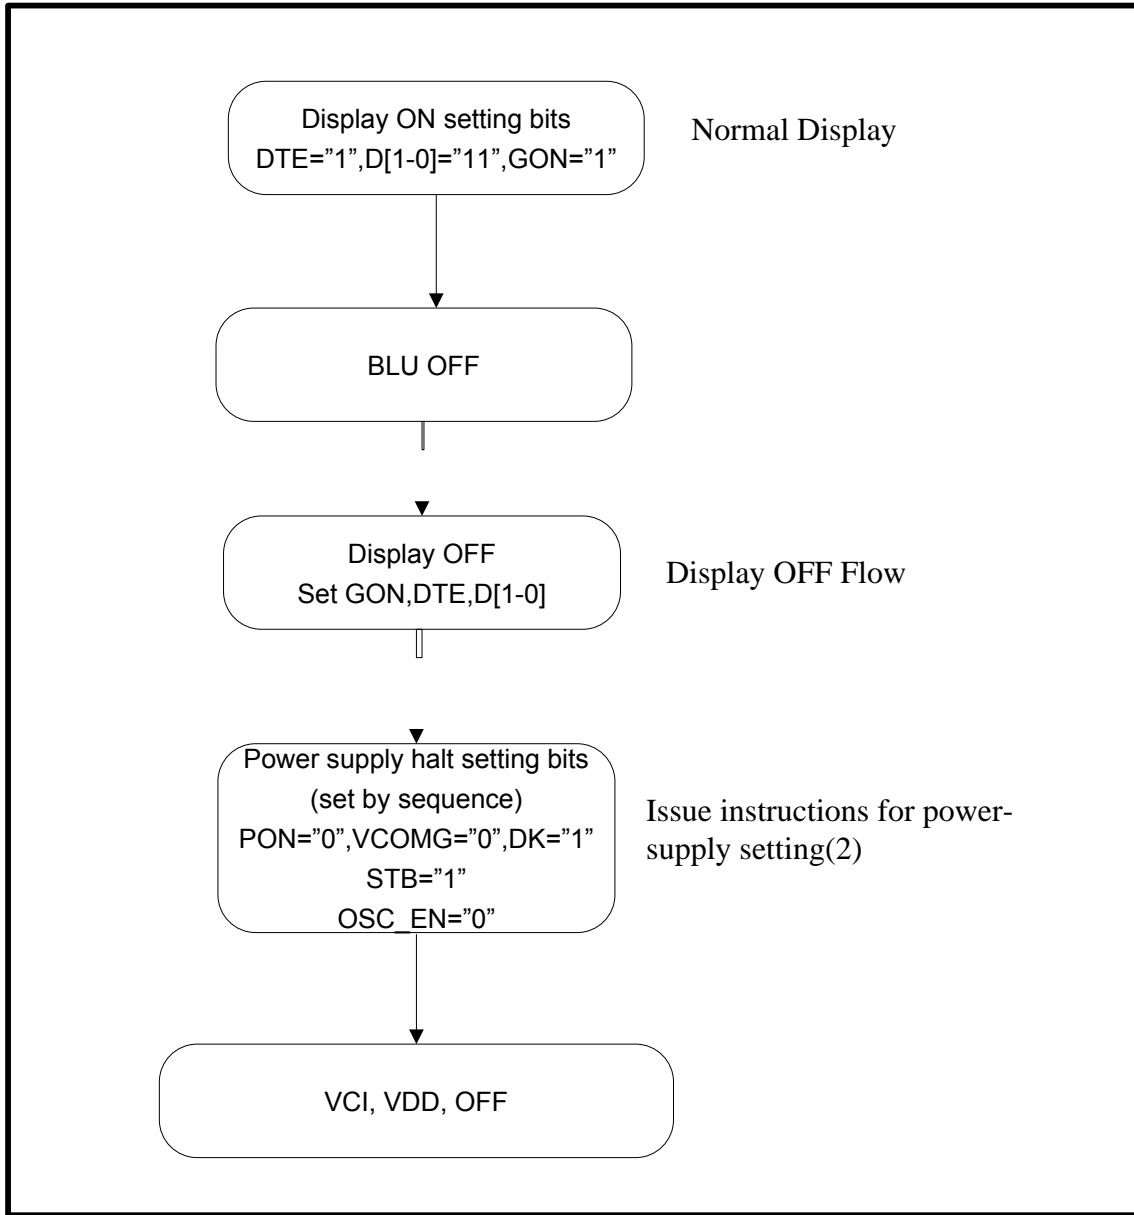 Display ON setting bits
DTE=”1”,D[1-0]=”11”,GON=”1”
Normal Display
BLU OFF
Display OFF
Set GON,DTE,D[1-0]
Display OFF Flow
Power supply halt setting bits
(set by sequence)
PON=”0”,VCOMG=”0”,DK=”1”
STB=”1”
OSC_EN=”0”
Issue instructions for power-
supply setting(2)
VCI, VDD, OFF